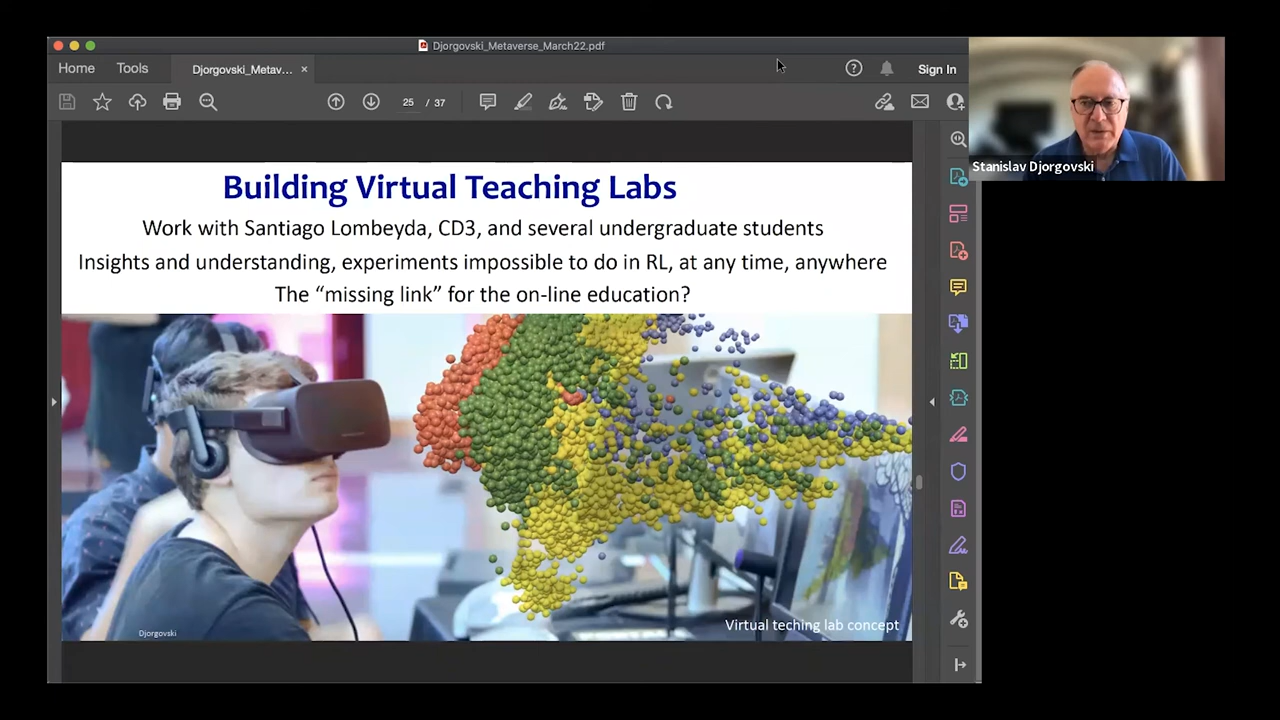 Djorgovski_Metaverse_March22.pdf
Home
Tools
Djorgovski_Metav...
Sign In
25 / 37
Stanislav Djorgovski
Building Virtual Teaching Labs
Work with Santiago Lombeyda, CD3, and several undergraduate students
Insights and understanding, experiments impossible to do in RL, at any time, anywhere
The “missing link” for the on-line education?
Virtual teching lab concept
Djorgovski